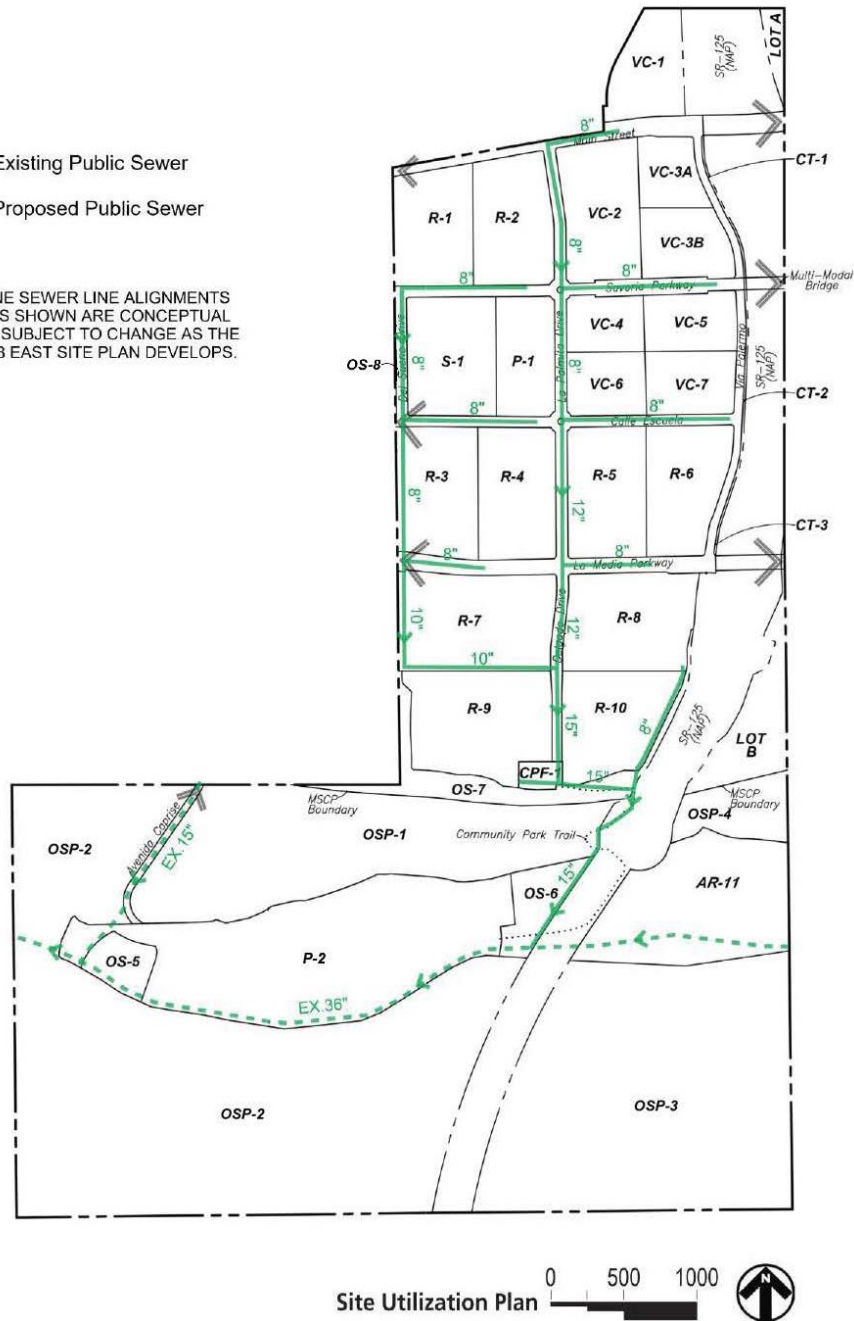 VC-1
SR-125
(NAP)
LOT A
8"
Main Street
Existing Public Sewer
Proposed Public Sewer
CT-1
R-1
R-2
VC-2
VC-3A
VC-3B
8"
8"
8"
Savoria Parkway
Multi-Modal
Bridge
NE SEWER LINE ALIGNMENTS
S SHOWN ARE CONCEPTUAL
SUBJECT TO CHANGE AS THE
EAST SITE PLAN DEVELOPS.
OS-8
8"
S-1
P-1
La Palmita Drive
8"
VC-4
VC-5
VC-6
VC-7
Via Palermo
SR-125
(NAP)
CT-2
8"
8"
Calle Escuela
R-3
R-4
R-5
R-6
8"
12"
CT-3
8"
8"
La Media Parkway
R-7
R-8
10"
Delgado Drive
12"
10"
R-9
R-10
15"
8"
SR-125
(NAP)
LOT
B
CPF-1
15"
OS-7
MSCP
Boundary
MSCP
Boundary
OSP-4
OSP-2
Avenida Caprise
EX.15"
OSP-1
Community Park Trail
15"
OS-6
AR-11
OS-5
P-2
EX.36"
OSP-2
OSP-3
Site Utilization Plan
0 500 1000
N